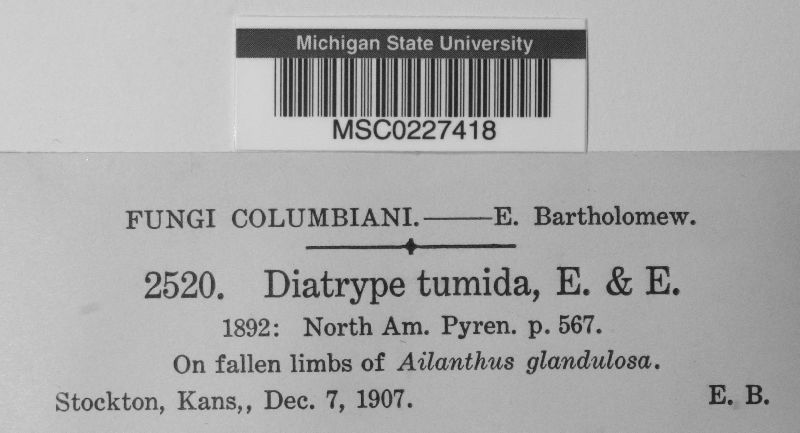 Michigan State University
MSC0227418
FUNGI COLUMBIANI.——E. Bartholomew.
2520. Diatrype tumida, E. & E.
1892: North Am. Pyren. p. 567.
On fallen limbs of Ailanthus glandulosa.
Stockton, Kans,, Dec. 7, 1907. E. B.